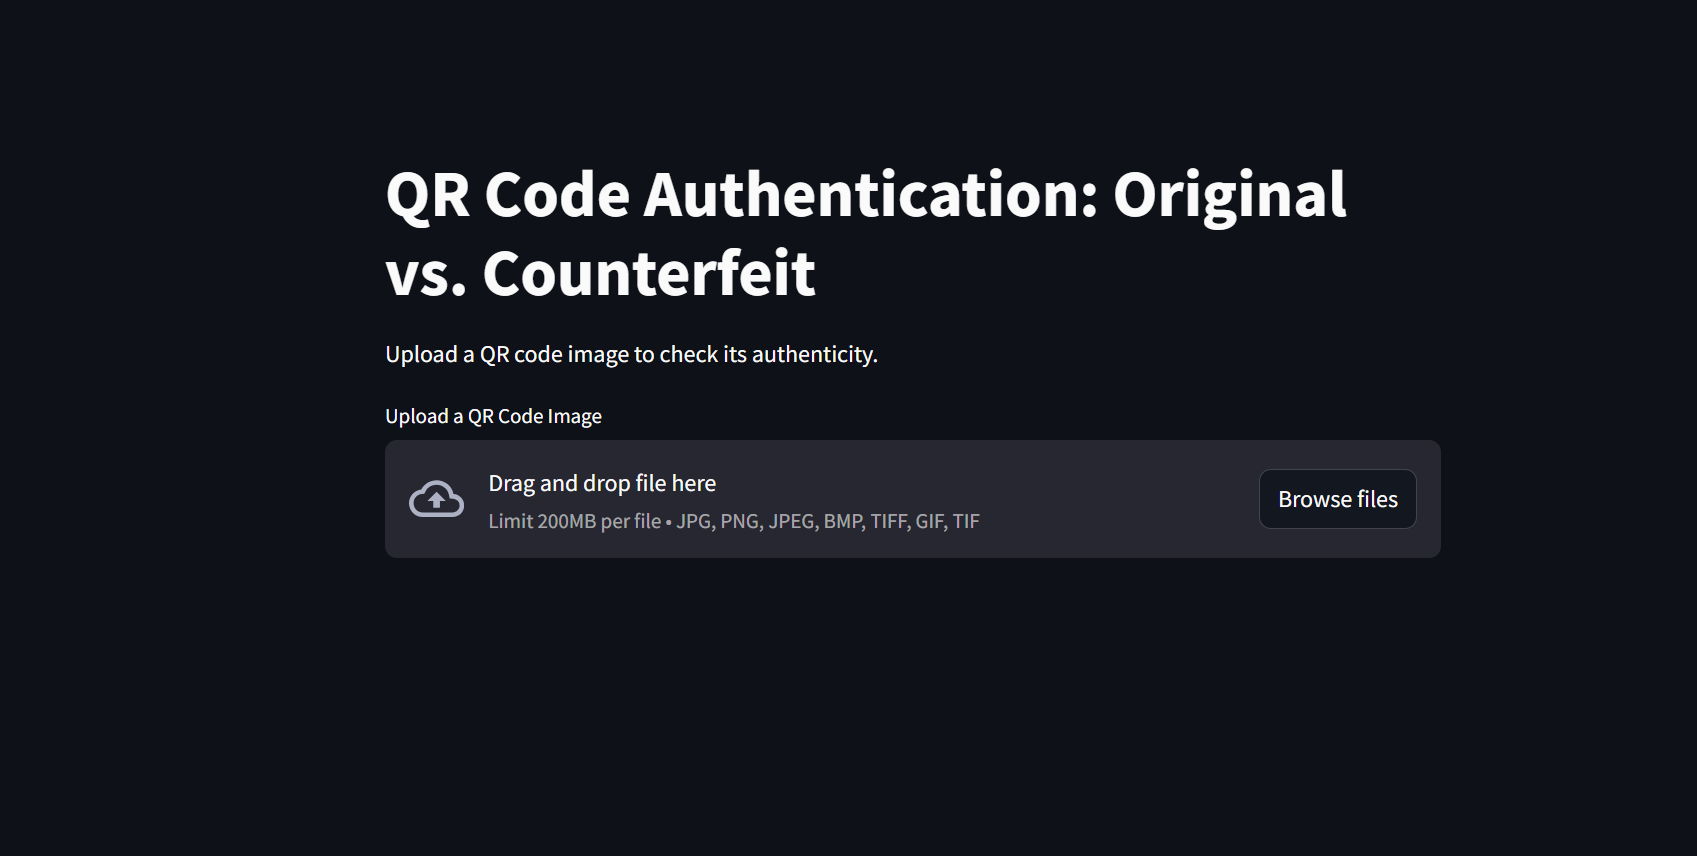 QR Code Authentication: Original
vs. Counterfeit
Upload a QR code image to check its authenticity.
Upload a QR Code Image
Drag and drop file here
Limit 200MB per file • JPG, PNG, JPEG, BMP, TIFF, GIF, TIF
Browse files